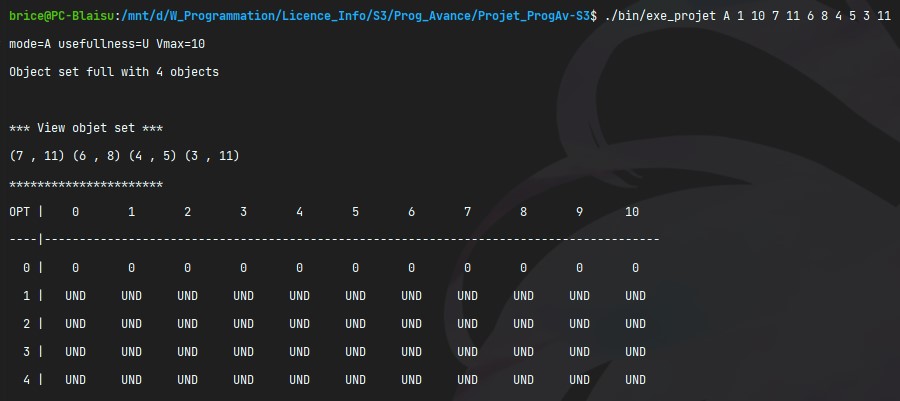 brice@PC-Blaisu:/mnt/d/W_Programmation/Licence_Info/S3/Prog_Avance/Projet_ProgAv-S3$ ./bin/exe_projet A 1 10 7 11 6 8 4 5 3 11
mode=A usefullness=U Vmax=10
Object set full with 4 objects
*** View objet set ***
(7 , 11) (6 , 8) (4 , 5) (3 , 11)
**********************
OPT |    0      1      2      3      4      5      6      7      8      9     10
----|--------------------------------------------------------------------------------
  0 |    0      0      0      0      0      0      0      0      0      0      0
  1 |   UND    UND    UND    UND    UND    UND    UND    UND    UND    UND    UND
  2 |   UND    UND    UND    UND    UND    UND    UND    UND    UND    UND    UND
  3 |   UND    UND    UND    UND    UND    UND    UND    UND    UND    UND    UND
  4 |   UND    UND    UND    UND    UND    UND    UND    UND    UND    UND    UND